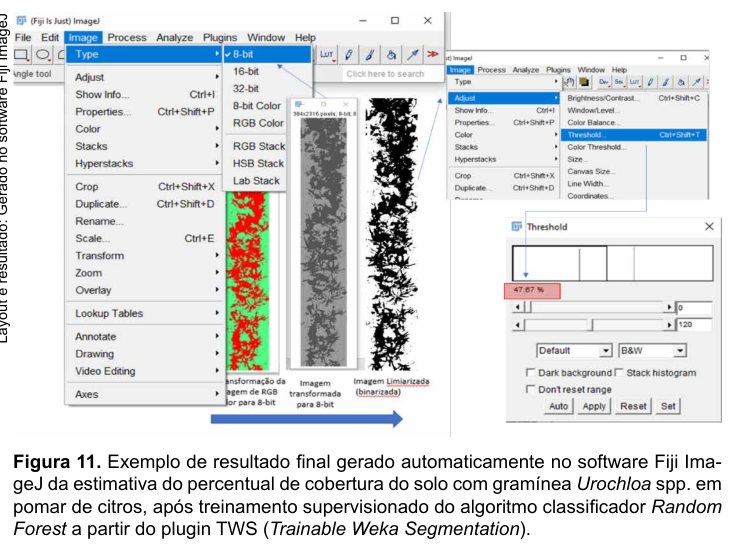 Layout e resultado: Gerado no software Fiji ImageJ
(Fiji Is Just) ImageJ
File Edit Image Process Analyze Plugins Window Help
LUT
Click here to search
Type
Adjust
Show Info... Ctrl+I
Properties... Ctrl+Shift+P
Color
Stacks
Hyperstacks
Crop Ctrl+Shift+X
Duplicate... Ctrl+Shift+D
Rename...
Scale... Ctrl+E
Transform
Zoom
Overlay
Lookup Tables
Annotate
Drawing
Video Editing
Axes
8-bit
16-bit
32-bit
8-bit Color
RGB Color
RGB Stack
HSB Stack
Lab Stack
384x2316 pixels; 8-bit; 8
ansformação da
agem de RGB
lor para 8-bit
Imagem
transformada
para 8-bit
Imagem Limiarizada
(binarizada)
st) ImageJ
Image Process Analyze Plugins Window Help
Type
Adjust
Show Info... Ctrl+I
Properties... Ctrl+Shift+P
Color
Stacks
Hyperstacks
Crop Ctrl+Shift+X
Duplicate... Ctrl+Shift+D
Brightness/Contrast... Ctrl+Shift+C
Window/Level...
Color Balance...
Threshold... Ctrl+Shift+T
Color Threshold...
Size...
Canvas Size...
Line Width...
Coordinates...
Threshold
47.67 %
0
120
Default B&W
Dark background Stack histogram
Don't reset range
Auto Apply Reset Set
Figura 11. Exemplo de resultado final gerado automaticamente no software Fiji Ima-
geJ da estimativa do percentual de cobertura do solo com gramínea Urochloa spp. em
pomar de citros, após treinamento supervisionado do algoritmo classificador Random
Forest a partir do plugin TWS (Trainable Weka Segmentation).